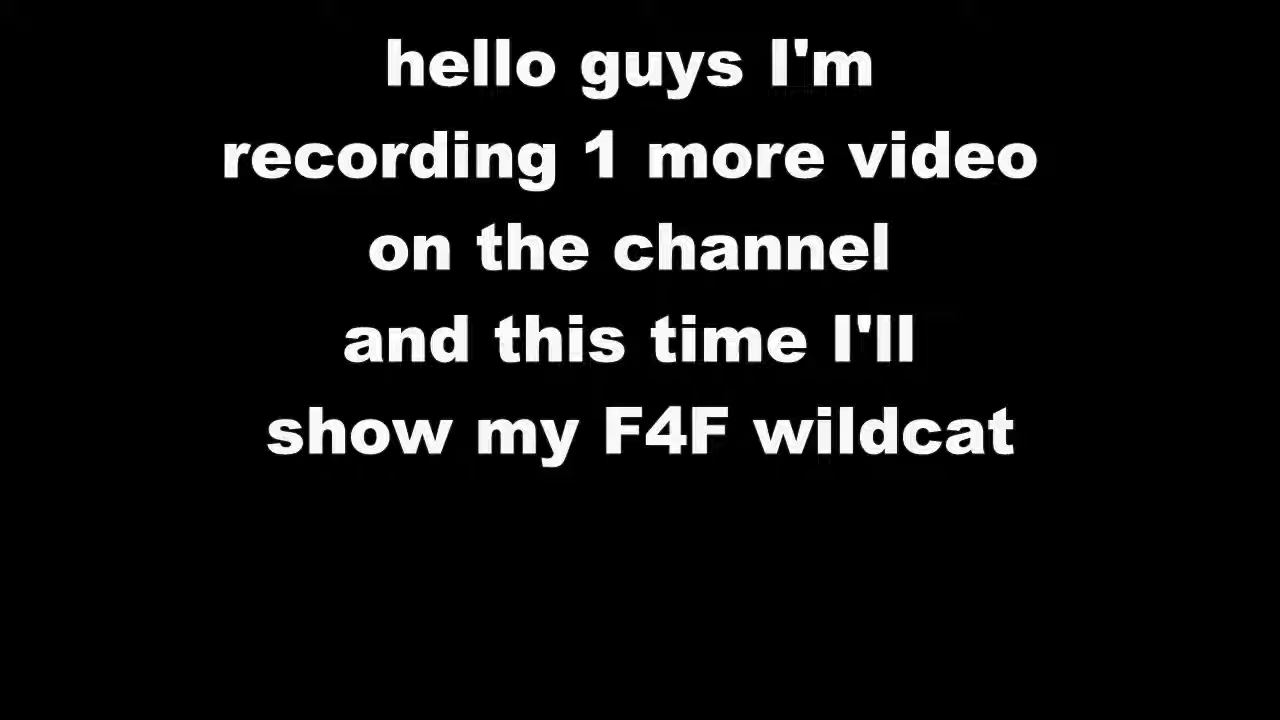 hello guys I'm
recording 1 more video
on the channel
and this time I'll
show my F4F wildcat